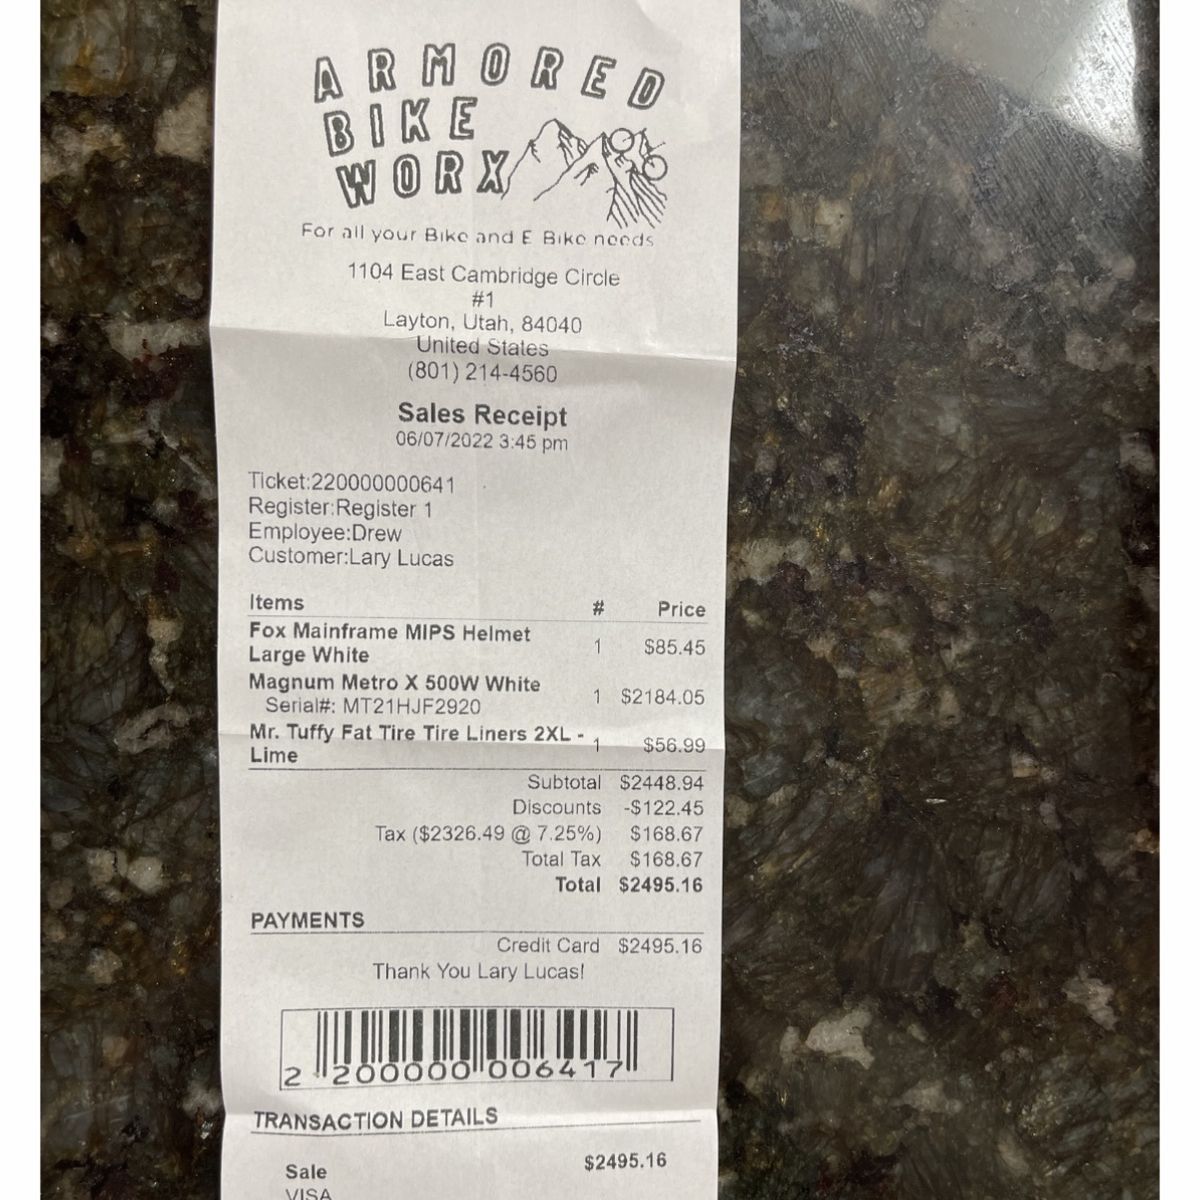 ARMORED
BIKE
WORX
For all your Bike and E Bike needs
1104 East Cambridge Circle
#1
Layton, Utah, 84040
United States
(801) 214-4560
Sales Receipt
06/07/2022 3:45 pm
Ticket:220000000641
Register:Register 1
Employee:Drew
Customer:Lary Lucas
Items # Price
Fox Mainframe MIPS Helmet
Large White 1 $85.45
Magnum Metro X 500W White
Serial#: MT21HJF2920 1 $2184.05
Mr. Tuffy Fat Tire Tire Liners 2XL -
Lime 1 $56.99
Subtotal $2448.94
Discounts -$122.45
Tax ($2326.49 @ 7.25%) $168.67
Total Tax $168.67
Total $2495.16
PAYMENTS
Credit Card $2495.16
Thank You Lary Lucas!
2 200000 006417
TRANSACTION DETAILS
Sale $2495.16
VISA